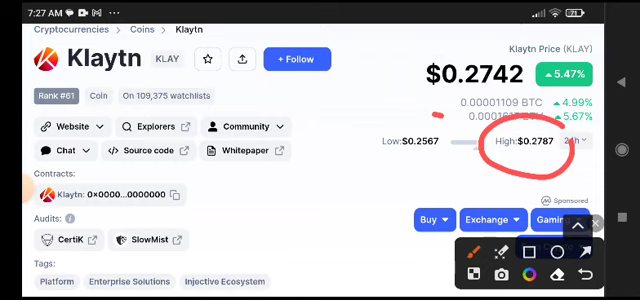 7:27 AM
71
Cryptocurrencies > Coins > Klaytn
Klaytn KLAY
+ Follow
Klaytn Price (KLAY)
$0.2742 5.47%
Rank #61 Coin On 109,375 watchlists
0.00001109 BTC 4.99%
5.67%
Website Explorers Community
Low:$0.2567 High:$0.2787 24h
Chat Source code Whitepaper
Contracts:
Klaytn: 0x0000...0000000
Sponsored
Buy Exchange Gaming
Audits:
CertiK SlowMist
Tags:
Platform Enterprise Solutions Injective Ecosystem